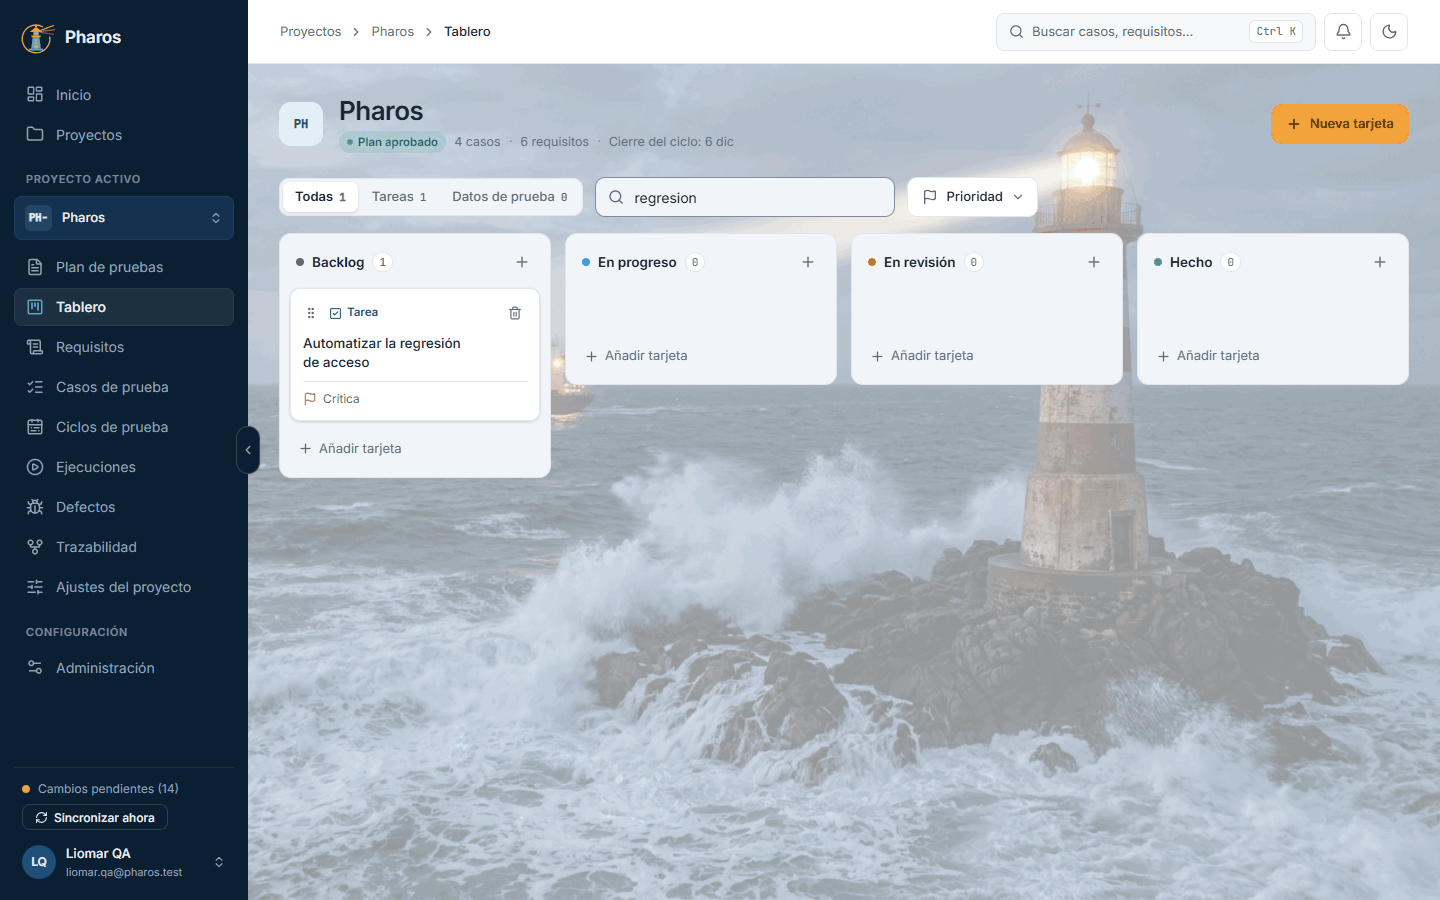 Pharos
Inicio
Proyectos
PROYECTO ACTIVO
PH- Pharos
Plan de pruebas
Tablero
Requisitos
Casos de prueba
Ciclos de prueba
Ejecuciones
Defectos
Trazabilidad
Ajustes del proyecto
CONFIGURACIÓN
Administración
Cambios pendientes (14)
Sincronizar ahora
LQ Liomar QA
liomar.qa@pharos.test
Proyectos > Pharos > Tablero
Buscar casos, requisitos... Ctrl K
PH Pharos
Plan aprobado 4 casos · 6 requisitos · Cierre del ciclo: 6 dic
+ Nueva tarjeta
Todas 1 Tareas 1 Datos de prueba 0
regresion
Prioridad
Backlog 1
Tarea
Automatizar la regresión
de acceso
Crítica
+ Añadir tarjeta
En progreso 0
+ Añadir tarjeta
En revisión 0
+ Añadir tarjeta
Hecho 0
+ Añadir tarjeta